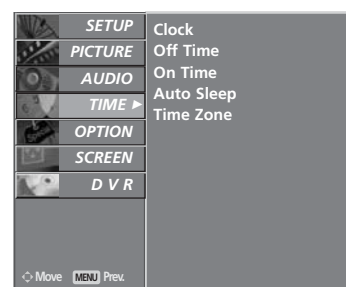 SETUP
PICTURE
AUDIO
TIME ►
OPTION
SCREEN
D V R
Clock
Off Time
On Time
Auto Sleep
Time Zone
Move MENU Prev.